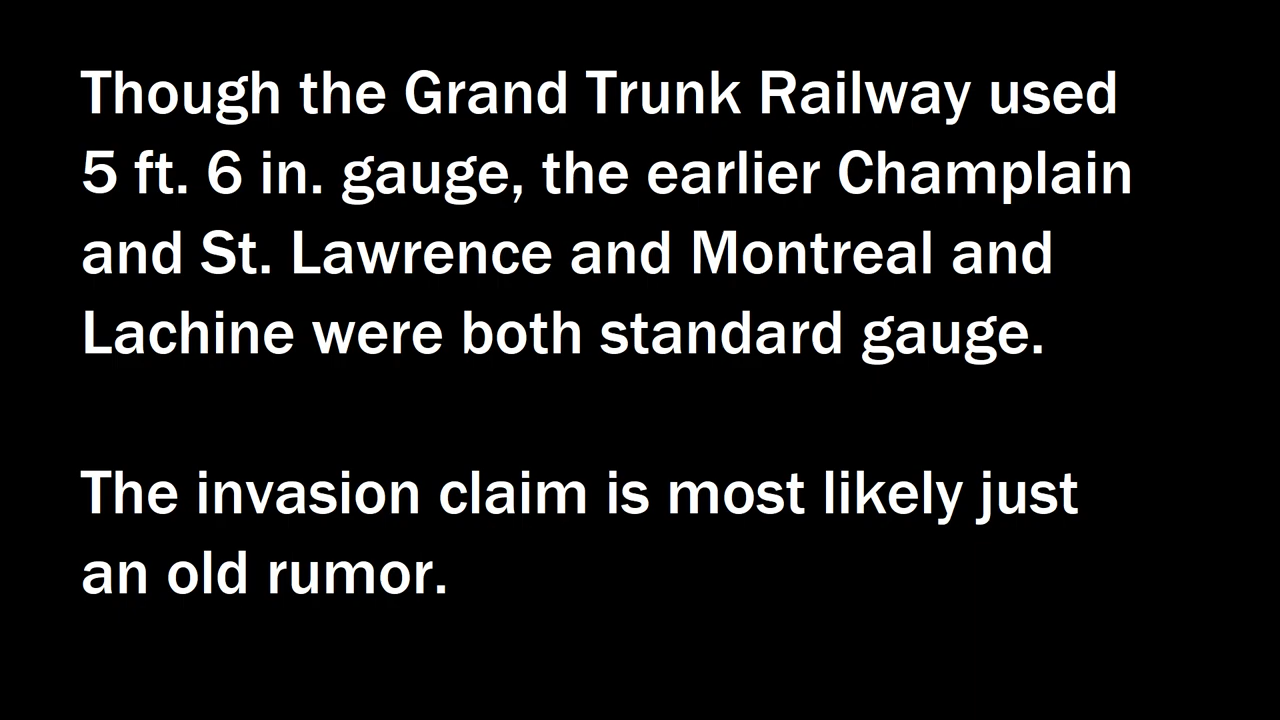 Though the Grand Trunk Railway used
5 ft. 6 in. gauge, the earlier Champlain
and St. Lawrence and Montreal and
Lachine were both standard gauge.
The invasion claim is most likely just
an old rumor.